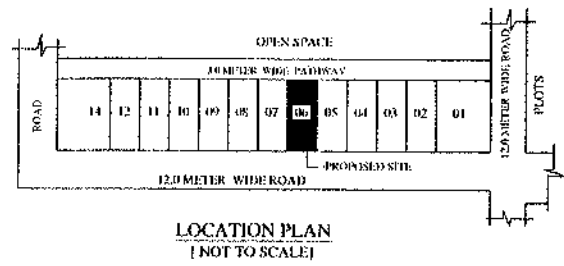 OPEN SPACE
.0 METER WIDE PATHWAY
ROAD
14 12 11 10 09 08 07 06 05 04 03 02 01
12.0 METER WIDE ROAD
PLOTS
PROPOSED SITE
12.0 METER WIDE ROAD
LOCATION PLAN
[ NOT TO SCALE]